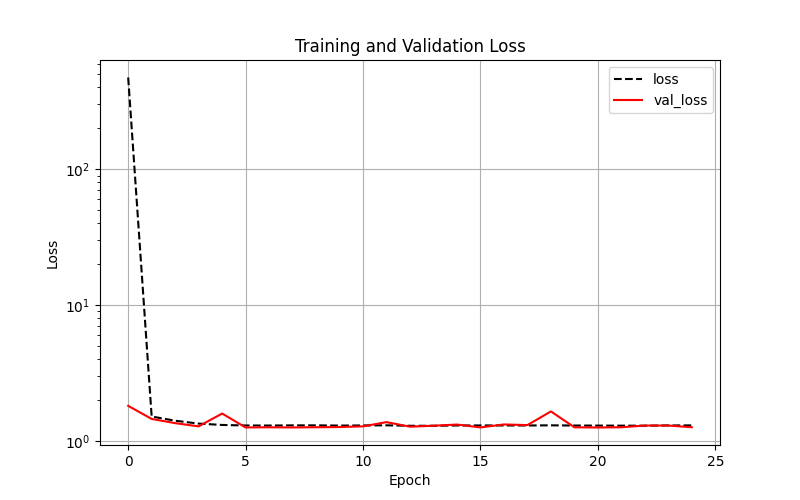 Training and Validation Loss
loss
val_loss
Loss
10²
10¹
10⁰
0 5 10 15 20 25
Epoch